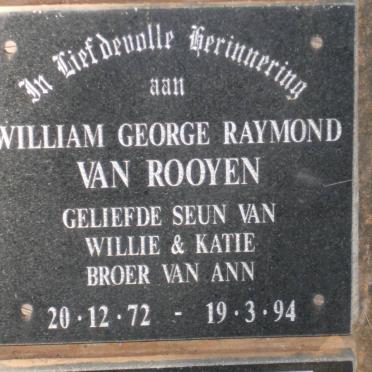 In Liefdevolle Herinnering
aan
WILLIAM GEORGE RAYMOND
VAN ROOYEN
GELIEFDE SEUN VAN
WILLIE & KATIE
BROER VAN ANN
20·12·72 - 19·3·94